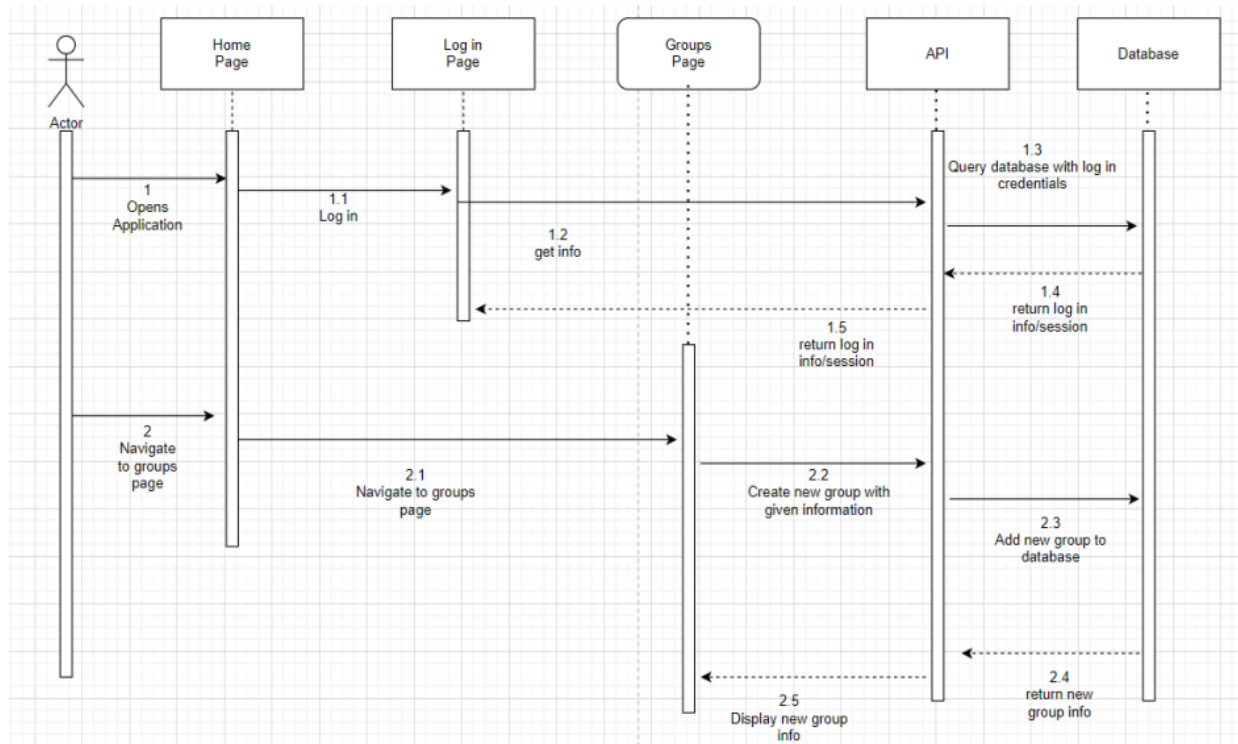 Home
Page
Log in
Page
Groups
Page
API
Database
Actor
1
Opens
Application
1.1
Log in
1.2
get info
1.3
Query database with log in
credentials
1.4
return log in
info/session
1.5
return log in
info/session
2
Navigate
to groups
page
2.1
Navigate to groups
page
2.2
Create new group with
given information
2.3
Add new group to
database
2.4
return new
group info
2.5
Display new group
info